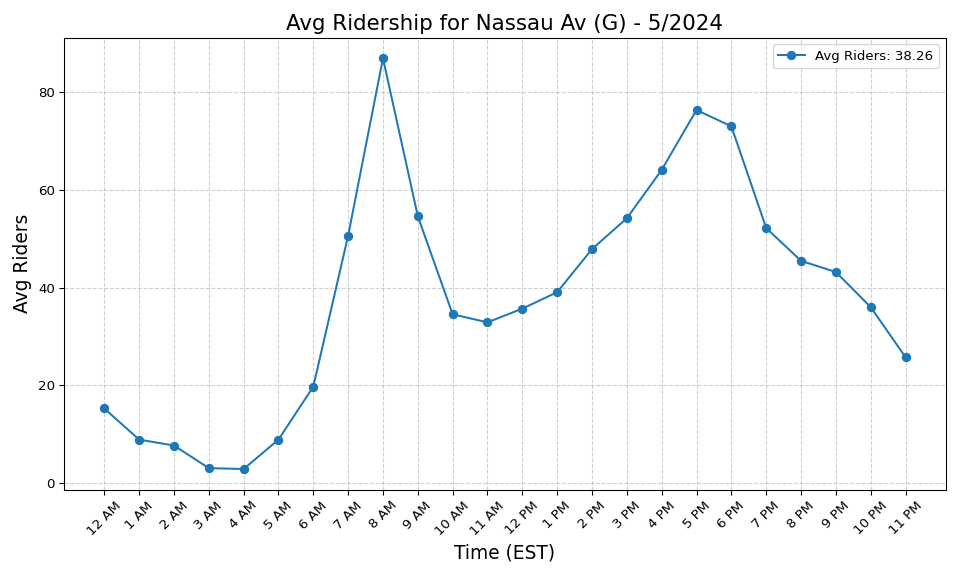 Avg Ridership for Nassau Av (G) - 5/2024
Avg Riders: 38.26
Avg Riders
80
60
40
20
0
12 AM
1 AM
2 AM
3 AM
4 AM
5 AM
6 AM
7 AM
8 AM
9 AM
10 AM
11 AM
12 PM
1 PM
2 PM
3 PM
4 PM
5 PM
6 PM
7 PM
8 PM
9 PM
10 PM
11 PM
Time (EST)